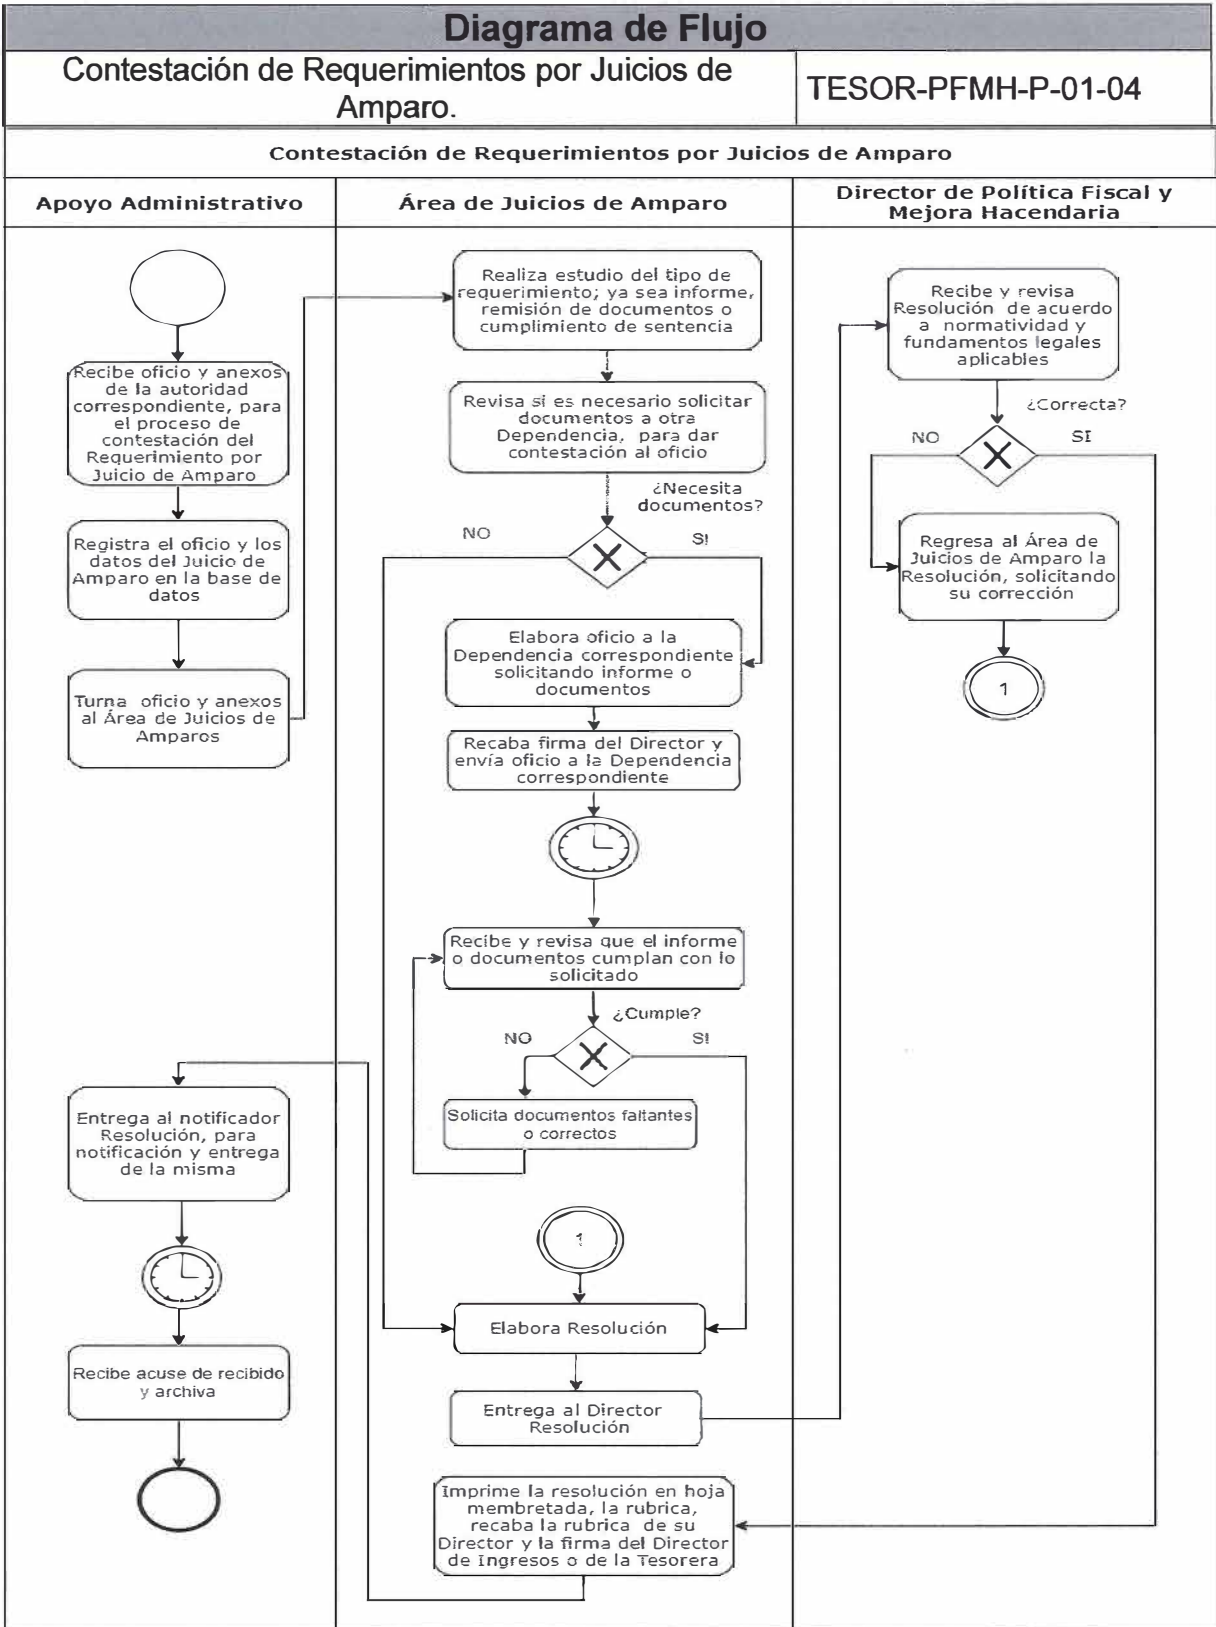 Diagrama de Flujo
Contestación de Requerimientos por Juicios de
Amparo.
TESOR-PFMH-P-01-04
Contestación de Requerimientos por Juicios de Amparo
Apoyo Administrativo
Área de Juicios de Amparo
Director de Política Fiscal y
Mejora Hacendaria
Recibe oficio y anexos
de la autoridad
correspondiente, para
el proceso de
contestación del
Requerimiento por
Juicio de Amparo
Registra el oficio y los
datos del Juicio de
Amparo en la base de
datos
Turna oficio y anexos
al Área de Juicios de
Amparos
Entrega al notificador
Resolución, para
notificación y entrega
de la misma
Recibe acuse de recibido
y archiva
Realiza estudio del tipo de
requerimiento; ya sea informe,
remisión de documentos o
cumplimiento de sentencia
Revisa si es necesario solicitar
documentos a otra
Dependencia, para dar
contestación al oficio
¿Necesita
documentos?
NO
SI
Elabora oficio a la
Dependencia correspondiente
solicitando informe o
documentos
Recaba firma del Director y
envía oficio a la Dependencia
correspondiente
Recibe y revisa que el informe
o documentos cumplan con lo
solicitado
¿Cumple?
NO
SI
Solicita documentos faltantes
o correctos
1
Elabora Resolución
Entrega al Director
Resolución
Imprime la resolución en hoja
membretada, la rubrica,
recaba la rubrica de su
Director y la firma del Director
de Ingresos o de la Tesorera
Recibe y revisa
Resolución de acuerdo
a normatividad y
fundamentos legales
aplicables
¿Correcta?
NO
SI
Regresa al Área de
Juicios de Amparo la
Resolución, solicitando
su corrección
1